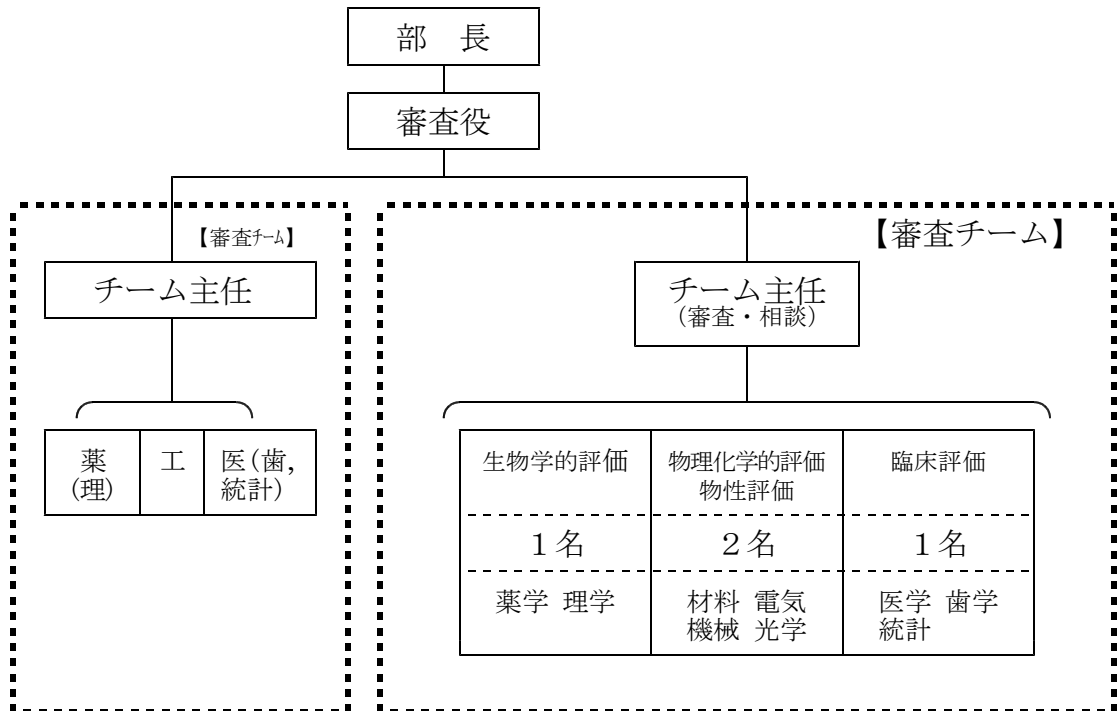 部　長
審査役
【審査ﾁｰﾑ】
チーム主任
薬
(理)
工
医(歯,
統計)
【審査チーム】
チーム主任
（審査・相談）
生物学的評価
物理化学的評価
物性評価
臨床評価
１名
２名
１名
薬学 理学
材料 電気
機械 光学
医学 歯学
統計